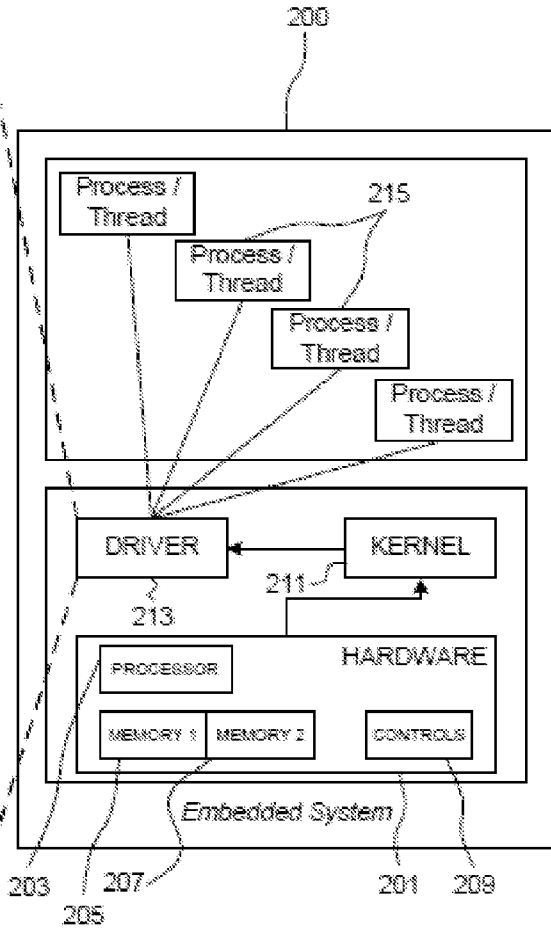 200
Process /
Thread
215
Process /
Thread
Process /
Thread
Process /
Thread
DRIVER
KERNEL
211
213
HARDWARE
PROCESSOR
MEMORY 1
MEMORY 2
CONTROLS
Embedded System
203
205
207
201
209